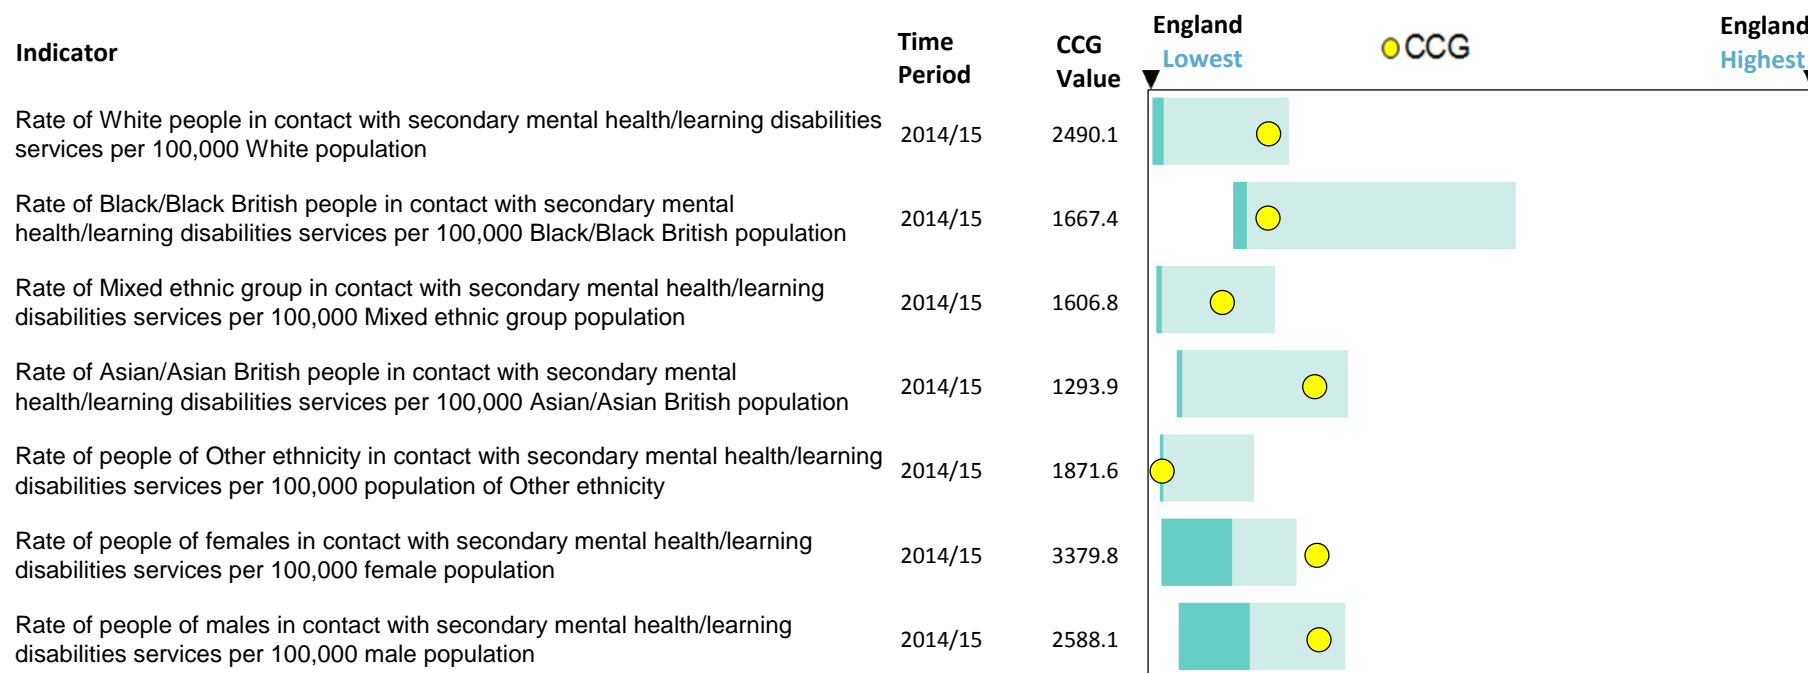 Indicator
Time Period
CCG Value
England Lowest
CCG
England Highest
Rate of White people in contact with secondary mental health/learning disabilities
services per 100,000 White population
2014/15
2490.1
Rate of Black/Black British people in contact with secondary mental
health/learning disabilities services per 100,000 Black/Black British population
2014/15
1667.4
Rate of Mixed ethnic group in contact with secondary mental health/learning
disabilities services per 100,000 Mixed ethnic group population
2014/15
1606.8
Rate of Asian/Asian British people in contact with secondary mental
health/learning disabilities services per 100,000 Asian/Asian British population
2014/15
1293.9
Rate of people of Other ethnicity in contact with secondary mental health/learning
disabilities services per 100,000 population of Other ethnicity
2014/15
1871.6
Rate of people of females in contact with secondary mental health/learning
disabilities services per 100,000 female population
2014/15
3379.8
Rate of people of males in contact with secondary mental health/learning
disabilities services per 100,000 male population
2014/15
2588.1